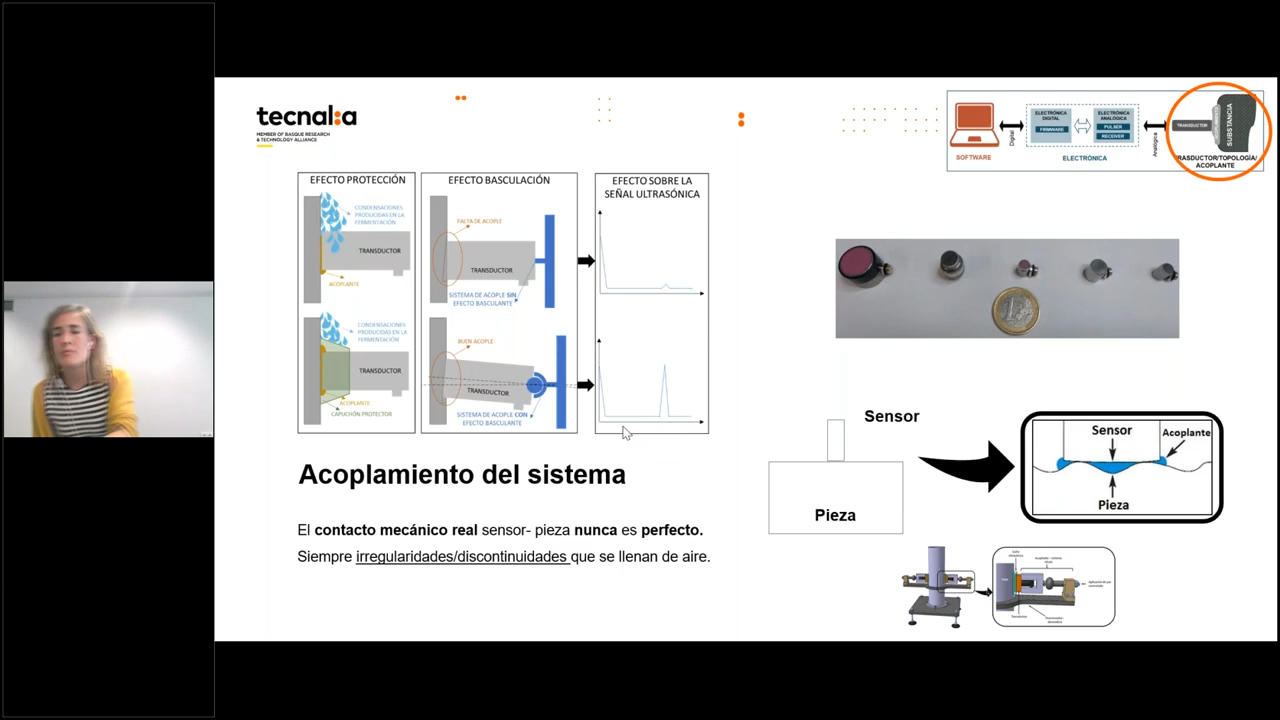 tecnal:a
MEMBER OF BASQUE RESEARCH
& TECHNOLOGY ALLIANCE
SOFTWARE
Digital
ELECTRÓNICA
DIGITAL
FIRMWARE
ELECTRÓNICA
ANALÓGICA
PULSER
RECEIVER
ELECTRÓNICA
Analógica
TRANSDUCTOR
SUBSTANCIA
TRASDUCTOR/TOPOLOGÍA/
ACOPLANTE
EFECTO PROTECCIÓN
CONDENSACIONES
PRODUCIDAS EN LA
FERMENTACIÓN
TRANSDUCTOR
ACOPLANTE
CONDENSACIONES
PRODUCIDAS EN LA
FERMENTACIÓN
TRANSDUCTOR
ACOPLANTE
CAPUCHÓN PROTECTOR
EFECTO BASCULACIÓN
FALTA DE ACOPLE
TRANSDUCTOR
SISTEMA DE ACOPLE SIN
EFECTO BASCULANTE
BUEN ACOPLE
TRANSDUCTOR
SISTEMA DE ACOPLE CON
EFECTO BASCULANTE
EFECTO SOBRE LA
SEÑAL ULTRASÓNICA
Acoplamiento del sistema
El contacto mecánico real sensor- pieza nunca es perfecto.
Siempre irregularidades/discontinuidades que se llenan de aire.
Sensor
Pieza
Sensor
Acoplante
Pieza